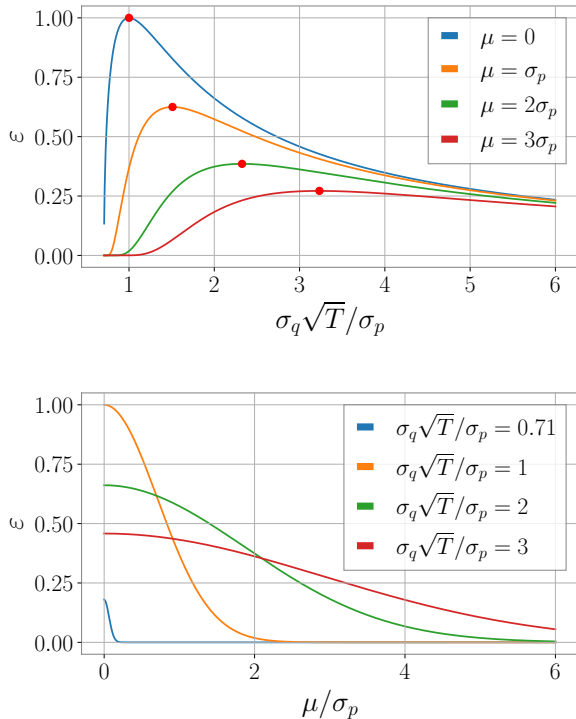 1.00
0.75
0.50
0.25
0.00
ε
μ = 0
μ = σ_p
μ = 2σ_p
μ = 3σ_p
1 2 3 4 5 6
σ_q√T/σ_p
1.00
0.75
0.50
0.25
0.00
ε
σ_q√T/σ_p = 0.71
σ_q√T/σ_p = 1
σ_q√T/σ_p = 2
σ_q√T/σ_p = 3
0 2 4 6
μ/σ_p